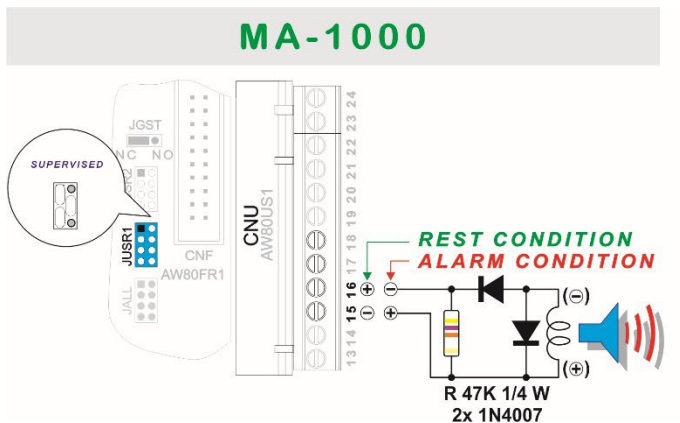 MA-1000
JGST
NC NO
SUPERVISED
JUSR1
JALL
CNF
AW80FR1
CNU
AW80US1
24
23
22
21
20
19
18
17
16
15
14
13
REST CONDITION
ALARM CONDITION
+ −
− +
(−)
(+)
R 47K 1/4 W
2x 1N4007